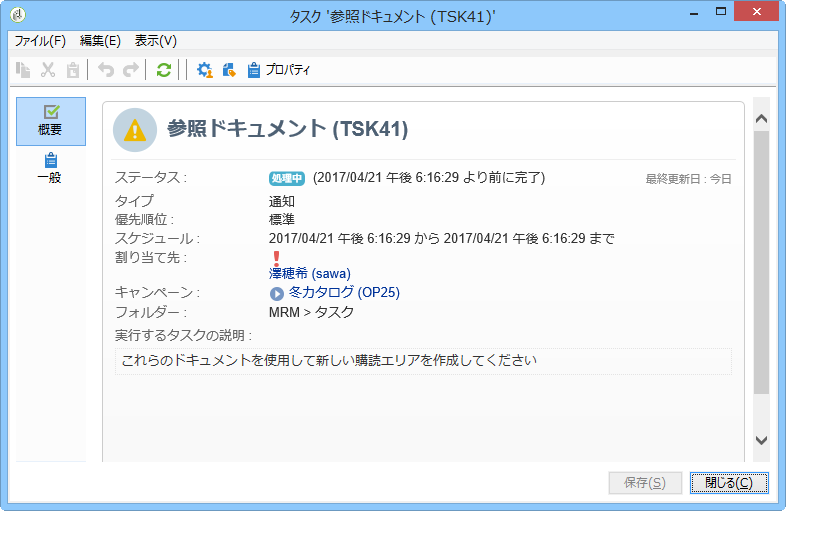 タスク '参照ドキュメント (TSK41)'
ファイル(F) 編集(E) 表示(V)
プロパティ
概要
一般
参照ドキュメント (TSK41)
ステータス : 処理中 (2017/04/21 午後 6:16:29 より前に完了) 最終更新日 : 今日
タイプ 通知
優先順位 : 標準
スケジュール : 2017/04/21 午後 6:16:29 から 2017/04/21 午後 6:16:29 まで
割り当て先 :
澤穂希 (sawa)
キャンペーン : 冬カタログ (OP25)
フォルダー : MRM > タスク
実行するタスクの説明 :
これらのドキュメントを使用して新しい購読エリアを作成してください
保存(S) 閉じる(C)